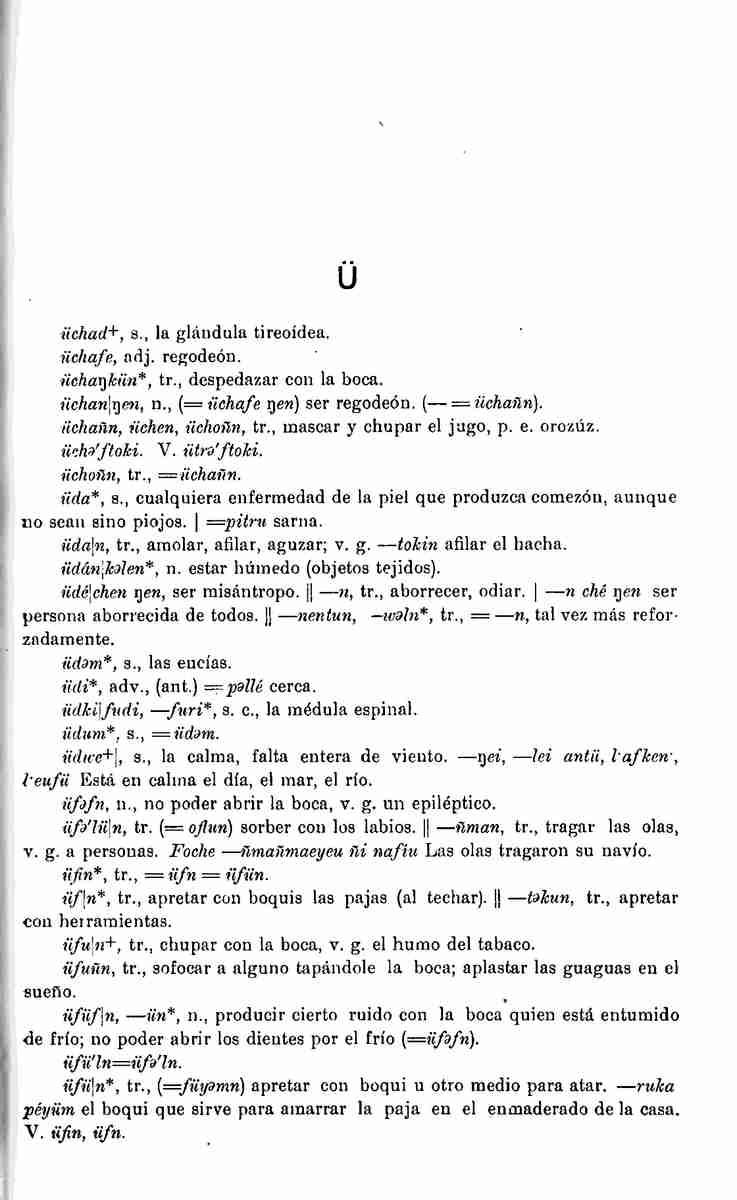 Ü
üchad+, s., la glándula tireoídea.
üchafe, adj. regodeón.
üchaŋkün*, tr., despedazar con la boca.
üchan|ŋen, n., (= üchafe ŋen) ser regodeón. (— = üchañn).
üchañn, üchen, üchoñn, tr., mascar y chupar el jugo, p. e. orozúz.
üchə'ftoki. V. ütrə'ftoki.
üchoñn, tr., =üchañn.
üda*, s., cualquiera enfermedad de la piel que produzca comezón, aunque
no sean sino piojos. | =pitru sarna.
üda|n, tr., amolar, afilar, aguzar; v. g. —tokin afilar el hacha.
üdán|kəlen*, n. estar húmedo (objetos tejidos).
üdé|chen ŋen, ser misántropo. || —n, tr., aborrecer, odiar. | —n ché ŋen ser
persona aborrecida de todos. || —nentun, —wəln*, tr., = —n, tal vez más refor-
zadamente.
üdəm*, s., las encías.
üdi*, adv., (ant.) =pəllé cerca.
üdki|fudi, —furi*, s. c., la médula espinal.
üdum*, s., =üdəm.
üdwe+|, s., la calma, falta entera de viento. —ŋei, —lei antü, l·afken·,
l·eufü Está en calma el día, el mar, el río.
üfəfn, n., no poder abrir la boca, v. g. un epiléptico.
üfə'lü|n, tr. (= oflun) sorber con los labios. || —ñman, tr., tragar las olas,
v. g. a personas. Foche —ñmañmaeyeu ñi nafiu Las olas tragaron su navío.
üfin*, tr., = üfn = üfün.
üf|n*, tr., apretar con boquis las pajas (al techar). || —təkun, tr., apretar
con herramientas.
üfu|n+, tr., chupar con la boca, v. g. el humo del tabaco.
üfuñn, tr., sofocar a alguno tapándole la boca; aplastar las guaguas en el
sueño.
üfüf|n, —ün*, n., producir cierto ruido con la boca quien está entumido
de frío; no poder abrir los dientes por el frío (=üfəfn).
üfü'ln=üfə'ln.
üfü|n*, tr., (=füyəmn) apretar con boqui u otro medio para atar. —ruka
péyüm el boqui que sirve para amarrar la paja en el enmaderado de la casa.
V. üfin, üfn.